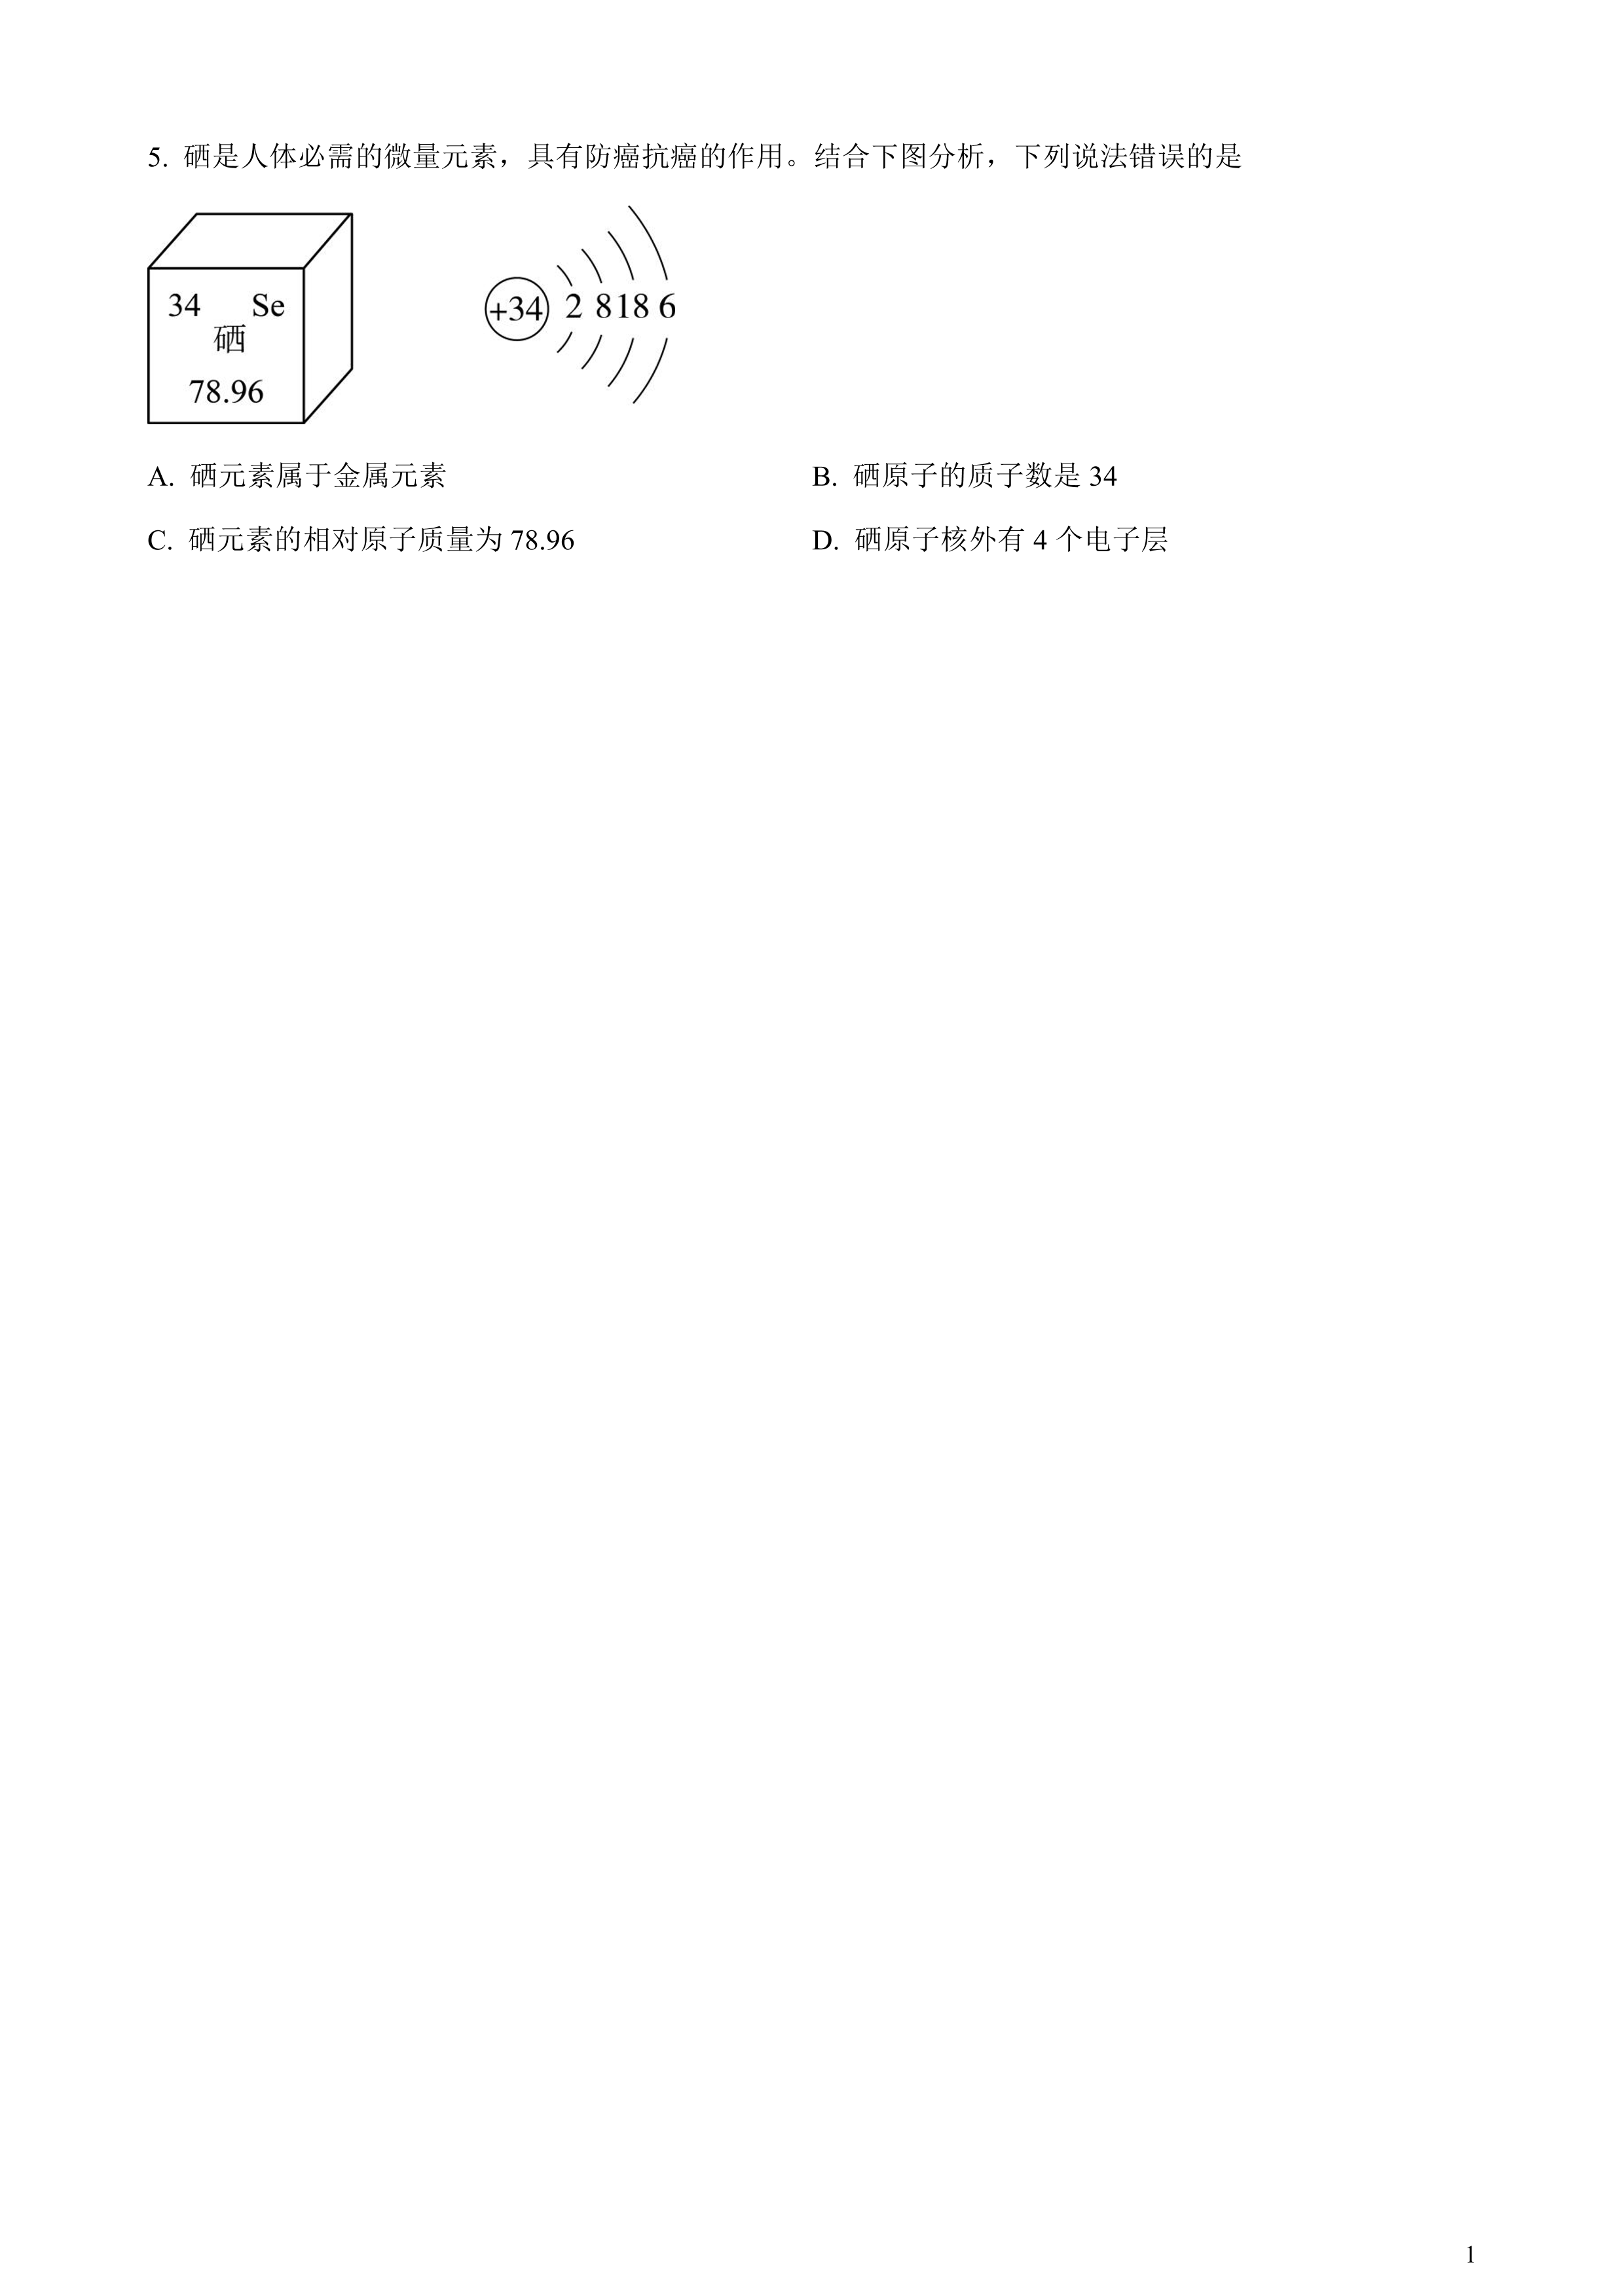 5. 硒是人体必需的微量元素，具有防癌抗癌的作用。结合下图分析，下列说法错误的是
34 Se
硒
78.96
+34 2 8 18 6
A. 硒元素属于金属元素 B. 硒原子的质子数是 34
C. 硒元素的相对原子质量为 78.96 D. 硒原子核外有 4 个电子层
1